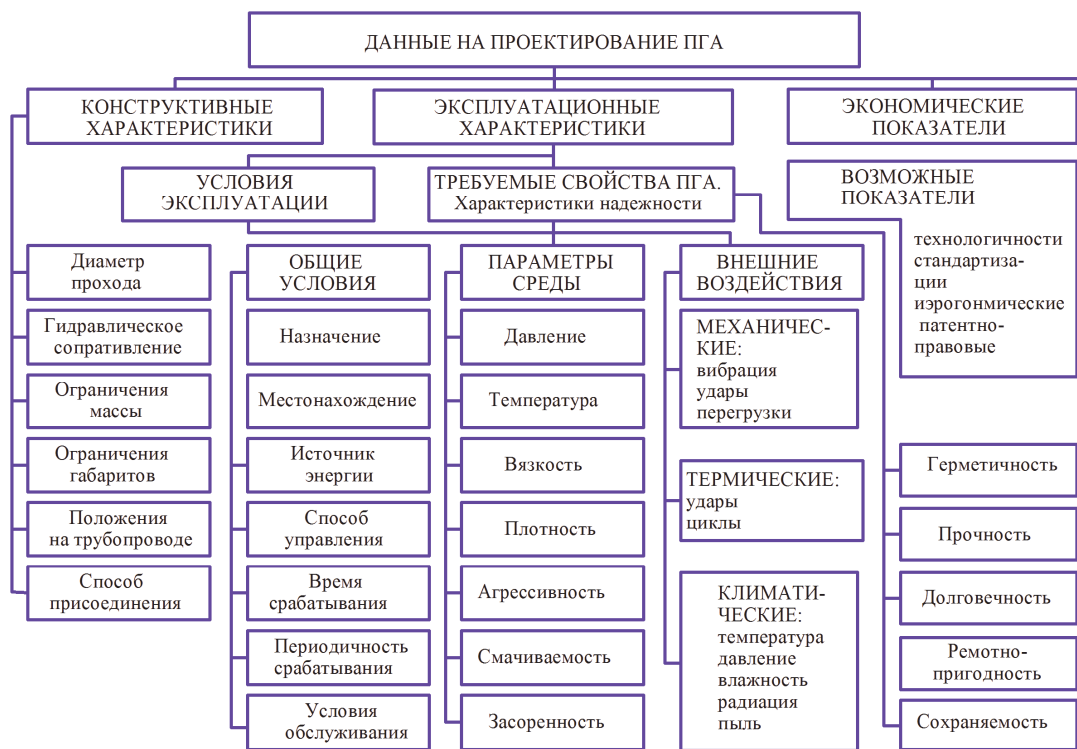 ДАННЫЕ НА ПРОЕКТИРОВАНИЕ ПГА
КОНСТРУКТИВНЫЕ
ХАРАКТЕРИСТИКИ
ЭКСПЛУАТАЦИОННЫЕ
ХАРАКТЕРИСТИКИ
ЭКОНОМИЧЕСКИЕ
ПОКАЗАТЕЛИ
УСЛОВИЯ
ЭКСПЛУАТАЦИИ
ТРЕБУЕМЫЕ СВОЙСТВА ПГА.
Характеристики надежности
ВОЗМОЖНЫЕ
ПОКАЗАТЕЛИ
технологичности
стандартиза-
ции
иэрогонмические
патентно-
правовые
Диаметр
прохода
Гидравлическое
сопративление
Ограничения
массы
Ограничения
габаритов
Положения
на трубопроводе
Способ
присоединения
ОБЩИЕ
УСЛОВИЯ
Назначение
Местонахождение
Источник
энергии
Способ
управления
Время
срабатывания
Периодичность
срабатывания
Условия
обслуживания
ПАРАМЕТРЫ
СРЕДЫ
Давление
Температура
Вязкость
Плотность
Агрессивность
Смачиваемость
Засоренность
ВНЕШНИЕ
ВОЗДЕЙСТВИЯ
МЕХАНИЧЕС-
КИЕ:
вибрация
удары
перегрузки
ТЕРМИЧЕСКИЕ:
удары
циклы
КЛИМАТИ-
ЧЕСКИЕ:
температура
давление
влажность
радиация
пыль
Герметичность
Прочность
Долговечность
Ремотно-
пригодность
Сохраняемость